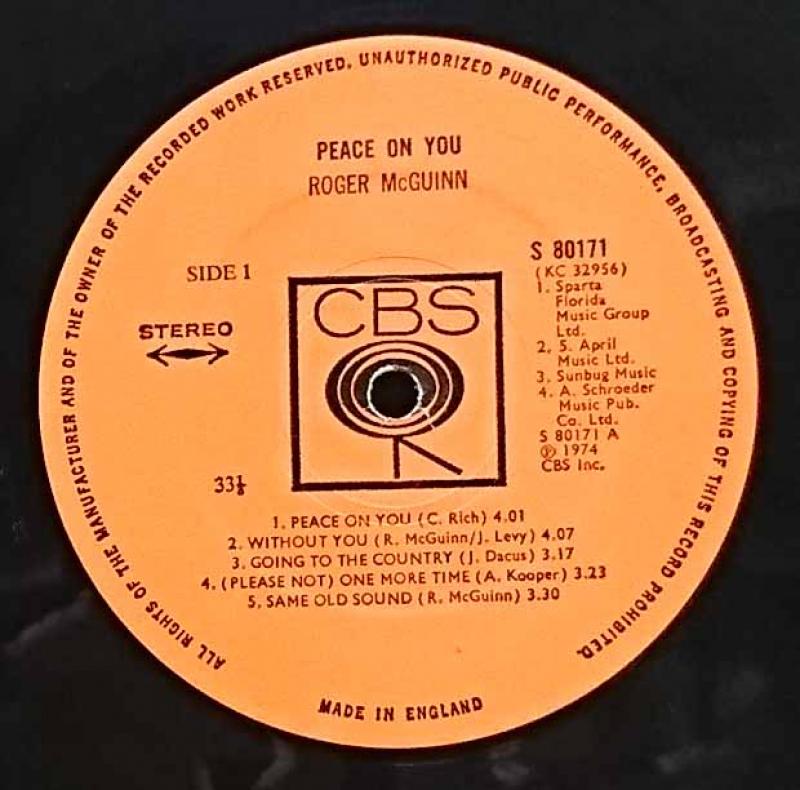 ALL RIGHTS OF THE MANUFACTURER AND OF THE OWNER OF THE RECORDED WORK RESERVED. UNAUTHORIZED PUBLIC PERFORMANCE, BROADCASTING AND COPYING OF THIS RECORD PROHIBITED.
PEACE ON YOU
ROGER McGUINN
SIDE 1
STEREO
33⅓
CBS
S 80171
(KC 32956)
1. Sparta
Florida
Music Group
Ltd.
2, 5. April
Music Ltd.
3. Sunbug Music
4. A. Schroeder
Music Pub.
Co. Ltd.
S 80171 A
℗ 1974
CBS Inc.
1. PEACE ON YOU (C. Rich) 4.01
2. WITHOUT YOU (R. McGuinn/J. Levy) 4.07
3. GOING TO THE COUNTRY (J. Dacus) 3.17
4. (PLEASE NOT) ONE MORE TIME (A. Kooper) 3.23
5. SAME OLD SOUND (R. McGuinn) 3.30
MADE IN ENGLAND